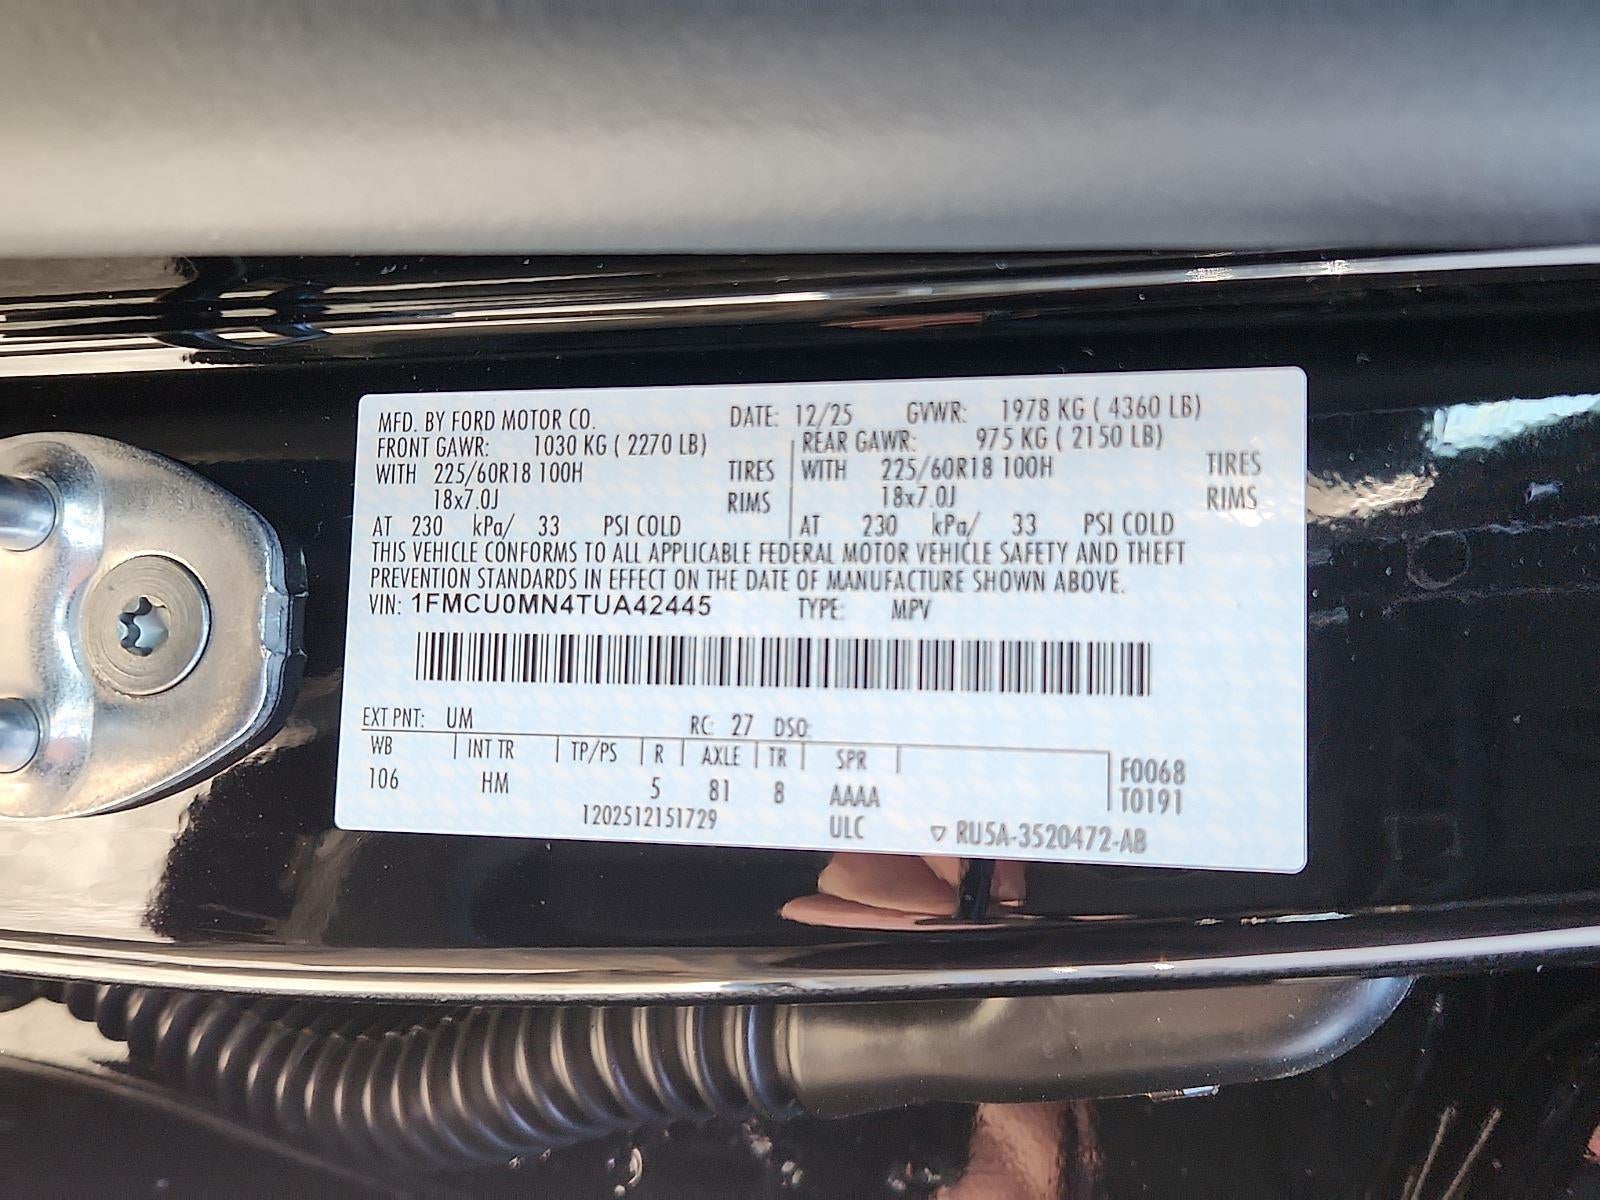 MFD. BY FORD MOTOR CO. DATE: 12/25 GVWR: 1978 KG ( 4360 LB)
FRONT GAWR: 1030 KG ( 2270 LB) REAR GAWR: 975 KG ( 2150 LB)
WITH 225/60R18 100H TIRES WITH 225/60R18 100H TIRES
18x7.0J RIMS 18x7.0J RIMS
AT 230 kPa/ 33 PSI COLD AT 230 kPa/ 33 PSI COLD
THIS VEHICLE CONFORMS TO ALL APPLICABLE FEDERAL MOTOR VEHICLE SAFETY AND THEFT
PREVENTION STANDARDS IN EFFECT ON THE DATE OF MANUFACTURE SHOWN ABOVE.
VIN: 1FMCU0MN4TUA42445 TYPE: MPV
EXT PNT: UM RC: 27 DSO:
WB INT TR TP/PS R AXLE TR SPR F0068
106 HM 5 81 8 AAAA T0191
1202512151729 ULC ▽ RU5A-3520472-AB